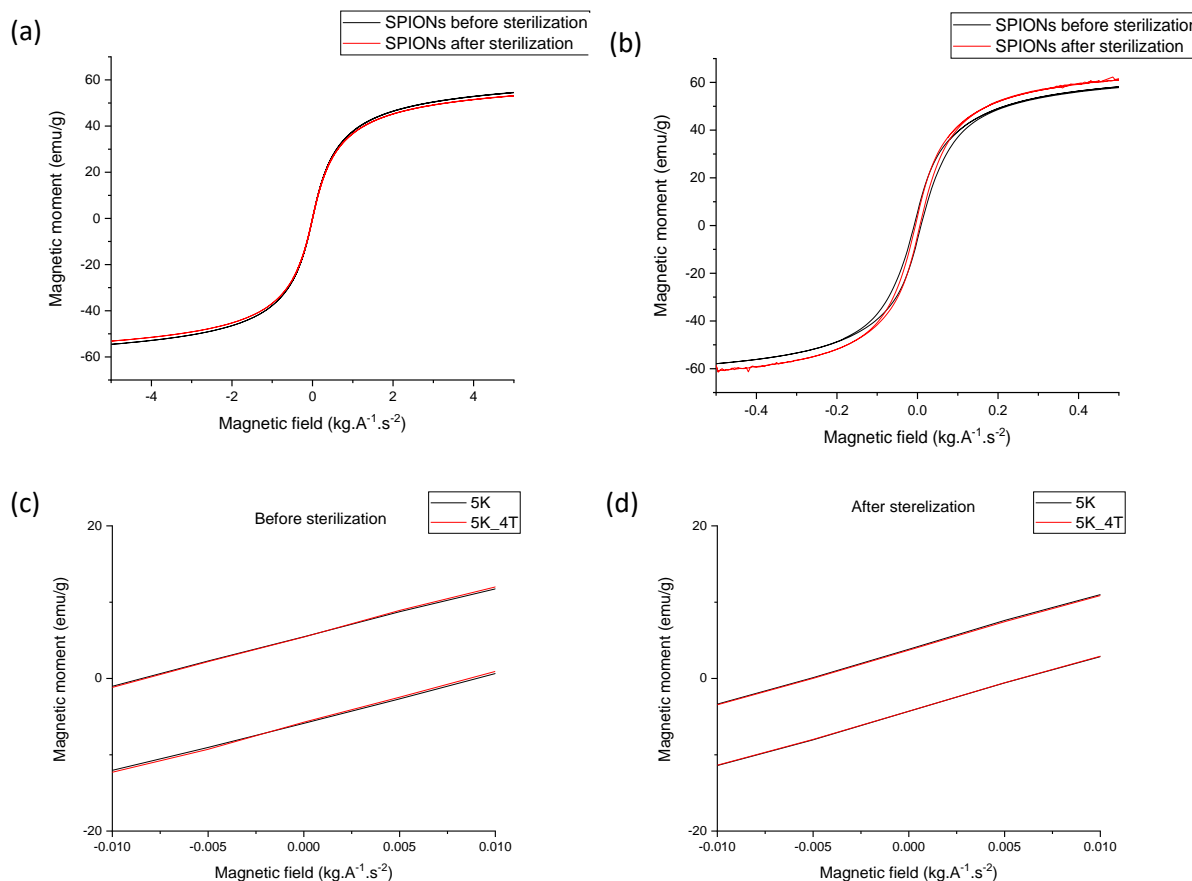 (a)
SPIONs before sterilization
SPIONs after sterilization
60
40
20
0
-20
-40
-60
Magnetic moment (emu/g)
-4
-2
0
2
4
Magnetic field (kg.A⁻¹.s⁻²)
(b)
SPIONs before sterilization
SPIONs after sterilization
60
40
20
0
-20
-40
-60
Magnetic moment (emu/g)
-0.4
-0.2
0.0
0.2
0.4
Magnetic field (kg.A⁻¹.s⁻²)
(c)
Before sterilization
5K
5K_4T
20
0
-20
Magnetic moment (emu/g)
-0.010
-0.005
0.000
0.005
0.010
Magnetic field (kg.A⁻¹.s⁻²)
(d)
After sterelization
5K
5K_4T
20
0
-20
Magnetic moment (emu/g)
-0.010
-0.005
0.000
0.005
0.010
Magnetic field (kg.A⁻¹.s⁻²)